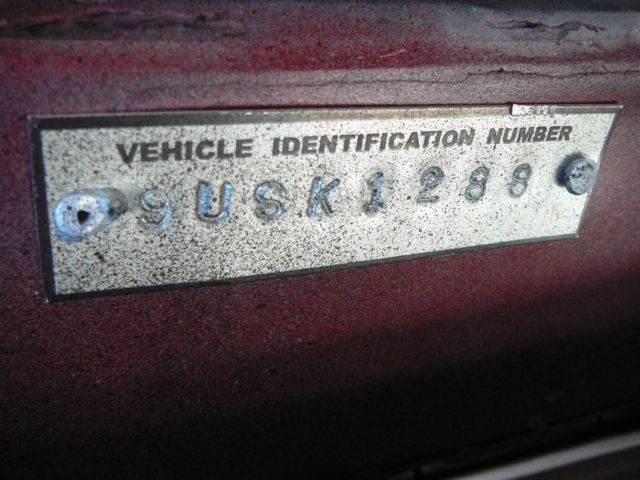 VEHICLE IDENTIFICATION NUMBER
9USK1288